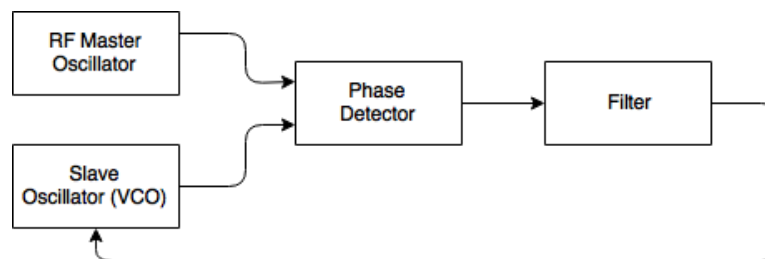 RF Master
Oscillator
Phase
Detector
Filter
Slave
Oscillator (VCO)